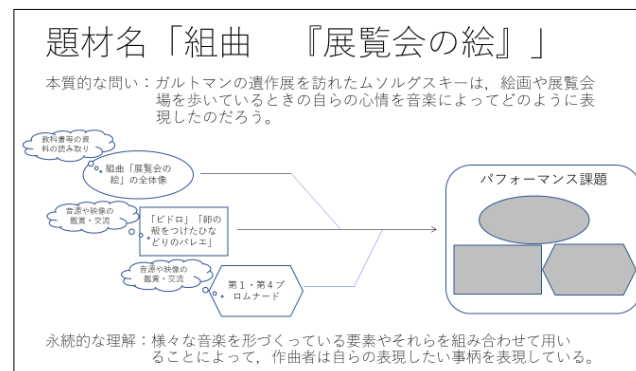 題材名「組曲　『展覧会の絵』」
本質的な問い：ガルトマンの遺作展を訪れたムソルグスキーは，絵画や展覧会
場を歩いているときの自らの心情を音楽によってどのように表
現したのだろう。
教科書等の資
料の読み取り
組曲「展覧会の
絵」の全体像
音源や映像の
鑑賞・交流
「ビドロ」「卵の
殻をつけたひな
どりのバレエ」
音源や映像の
鑑賞・交流
第１・第４プ
ロムナード
パフォーマンス課題
永続的な理解：様々な音楽を形づくっている要素やそれらを組み合わせて用い
ることによって，作曲者は自らの表現したい事柄を表現している。